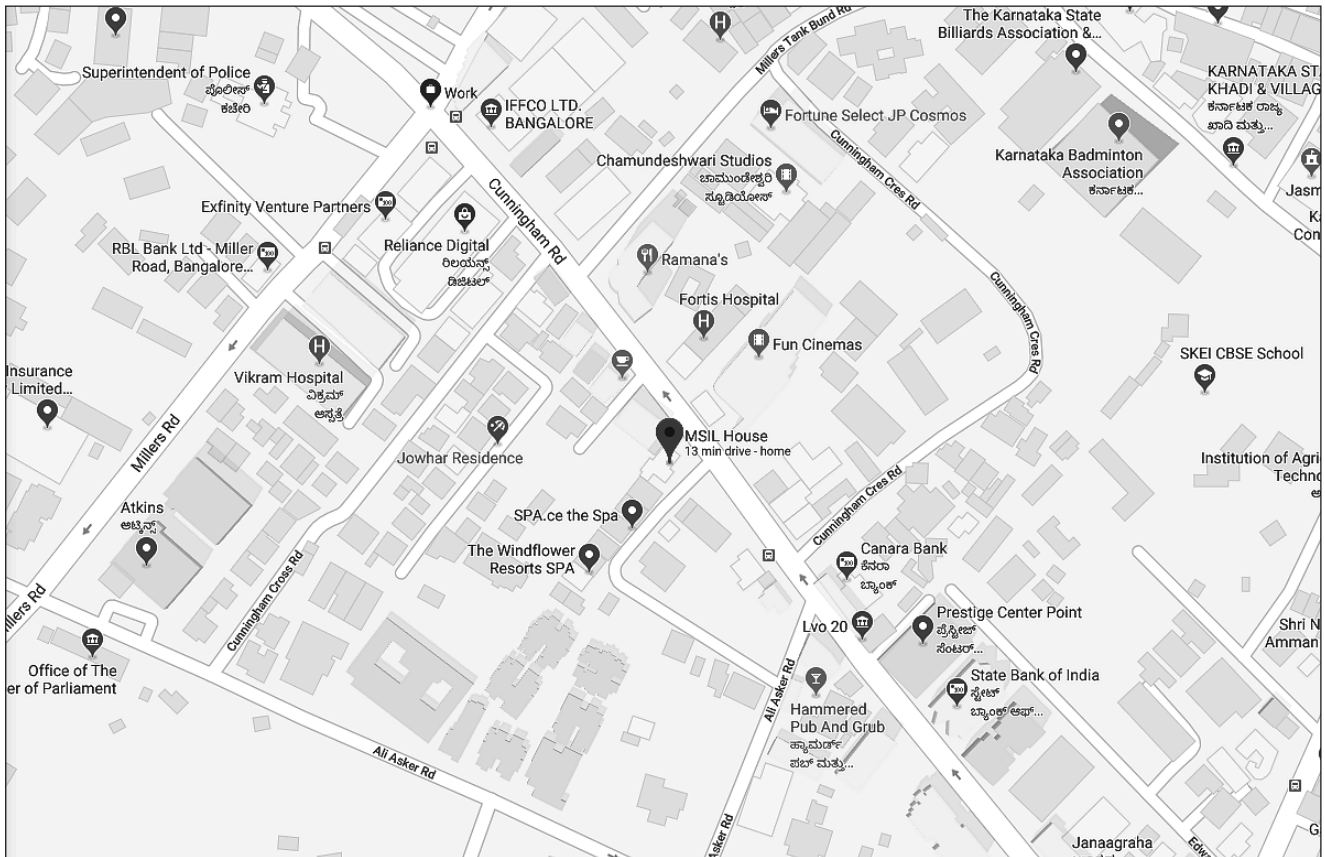 Millers Tank Bund Rd
The Karnataka State
Billiards Association &...
Superintendent of Police
ಪೊಲೀಸ್
ಕಚೇರಿ
Work
IFFCO LTD.
BANGALORE
Fortune Select JP Cosmos
KARNATAKA ST
KHADI & VILLAG
ಕರ್ನಾಟಕ ರಾಜ್ಯ
ಖಾದಿ ಮತ್ತು...
Karnataka Badminton
Association
ಕರ್ನಾಟಕ...
Chamundeshwari Studios
ಚಾಮುಂಡೇಶ್ವರಿ
ಸ್ಟೂಡಿಯೋಸ್
Cunningham Cres Rd
Jasm
Cunningham Rd
Exfinity Venture Partners
Reliance Digital
ರಿಲಯನ್ಸ್
ಡಿಜಿಟಲ್
RBL Bank Ltd - Miller
Road, Bangalore...
Ka
Con
Ramana's
Fortis Hospital
Cunningham Cres Rd
Fun Cinemas
SKEI CBSE School
Insurance
Limited...
Vikram Hospital
ವಿಕ್ರಮ್
ಆಸ್ಪತ್ರೆ
Millers Rd
MSIL House
13 min drive - home
Jowhar Residence
Cunningham Cres Rd
Institution of Agri
Techno
Atkins
ಅಟ್ಕಿನ್ಸ್
SPA.ce the Spa
The Windflower
Resorts SPA
Canara Bank
ಕೆನರಾ
ಬ್ಯಾಂಕ್
Cunningham Cross Rd
Millers Rd
Lvo 20
Prestige Center Point
ಪ್ರೆಸ್ಟೀಜ್
ಸೆಂಟರ್...
Shri N
Amman
Office of The
er of Parliament
State Bank of India
ಸ್ಟೇಟ್
ಬ್ಯಾಂಕ್ ಆಫ್...
Ali Asker Rd
Hammered
Pub And Grub
ಹ್ಯಾಮರ್ಡ್
ಪಬ್ ಮತ್ತು...
Ali Asker Rd
Asker Rd
Janaagraha
Edwa
G